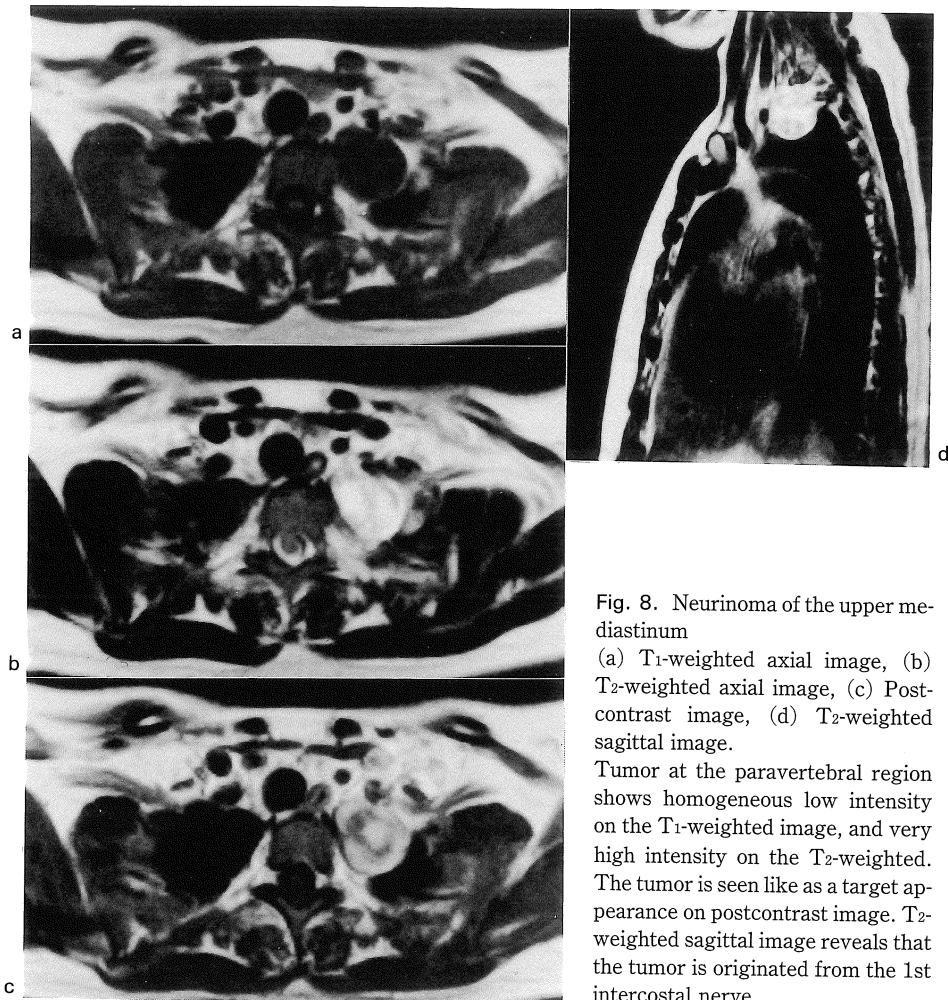 a
d
b
c
Fig. 8. Neurinoma of the upper me-
diastinum
(a) T1-weighted axial image, (b)
T2-weighted axial image, (c) Post-
contrast image, (d) T2-weighted
sagittal image.
Tumor at the paravertebral region
shows homogeneous low intensity
on the T1-weighted image, and very
high intensity on the T2-weighted.
The tumor is seen like as a target ap-
pearance on postcontrast image. T2-
weighted sagittal image reveals that
the tumor is originated from the 1st
intercostal nerve